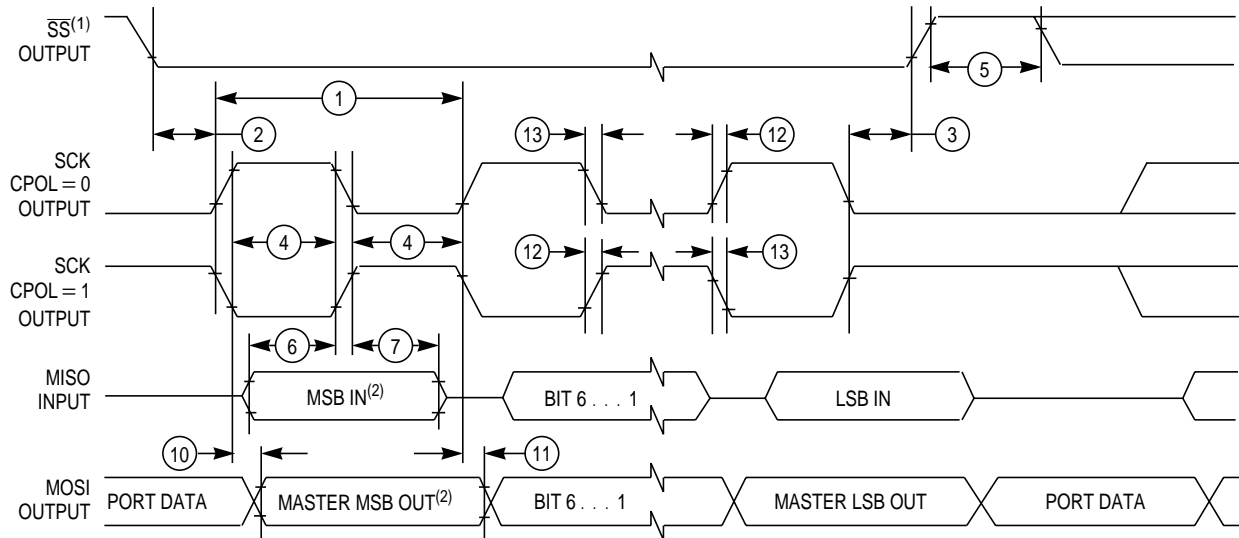 SS(1)
OUTPUT
5
1
2
13
12
3
SCK
CPOL = 0
OUTPUT
4
4
12
13
SCK
CPOL = 1
OUTPUT
6
7
MISO
INPUT
MSB IN(2)
BIT 6 . . . 1
LSB IN
10
11
MOSI
OUTPUT
PORT DATA
MASTER MSB OUT(2)
BIT 6 . . . 1
MASTER LSB OUT
PORT DATA